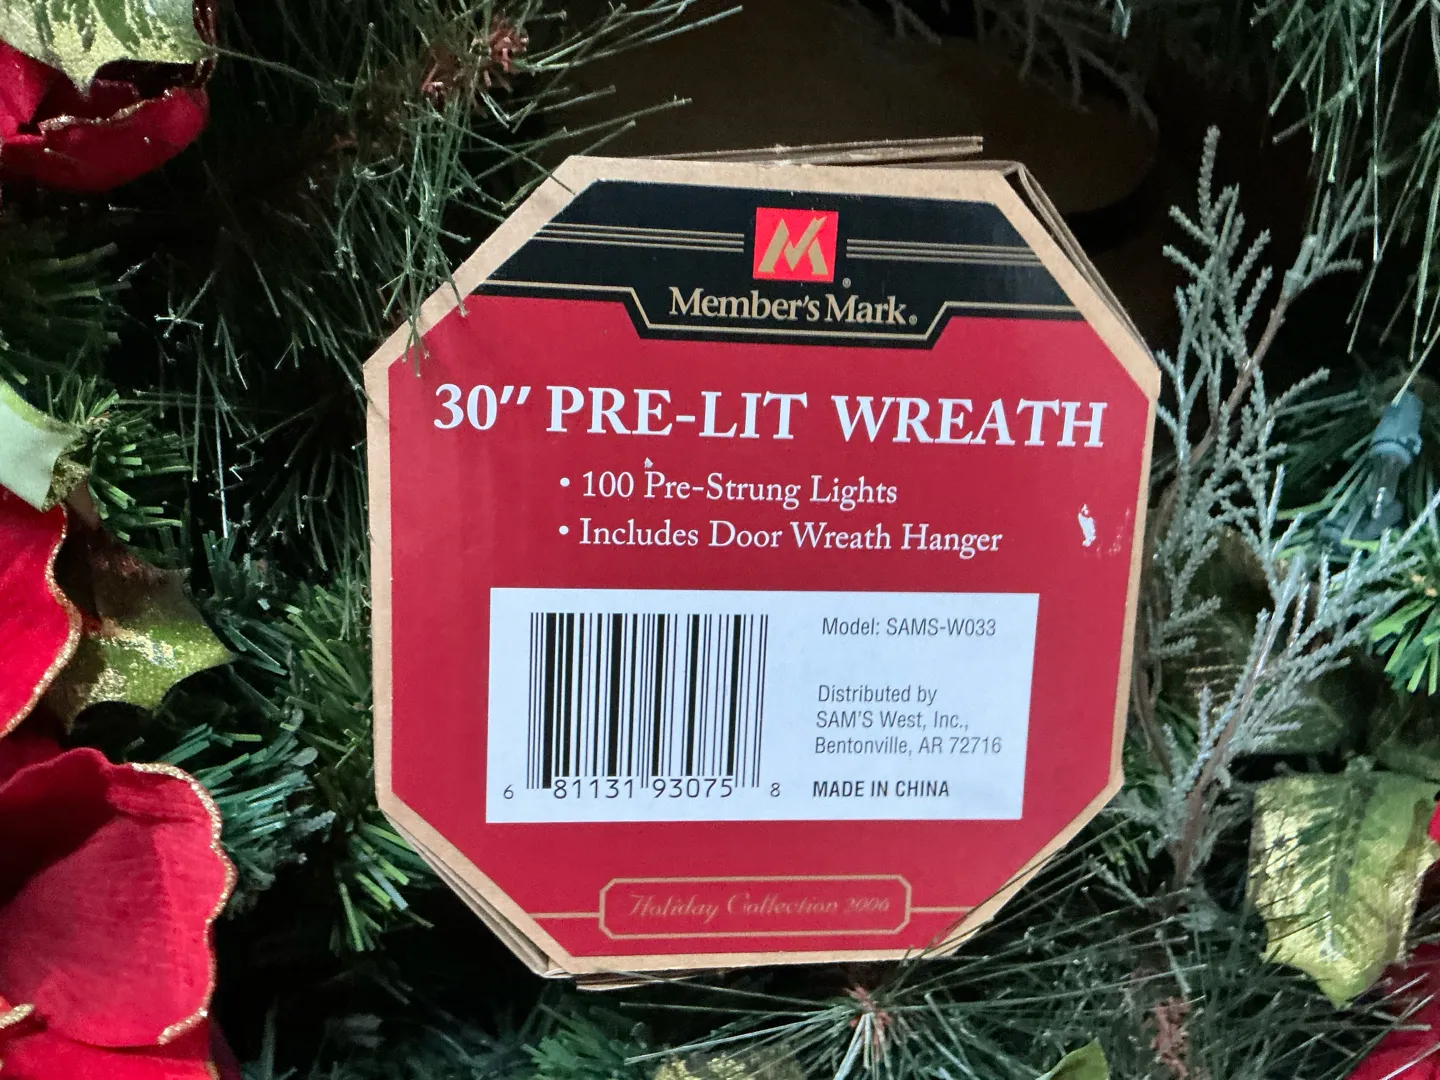 Member's Mark®
30" PRE-LIT WREATH
• 100 Pre-Strung Lights
• Includes Door Wreath Hanger
Model: SAMS-W033
Distributed by
SAM'S West, Inc.,
Bentonville, AR 72716
MADE IN CHINA
6 81131 93075 8
Holiday Collection 2006